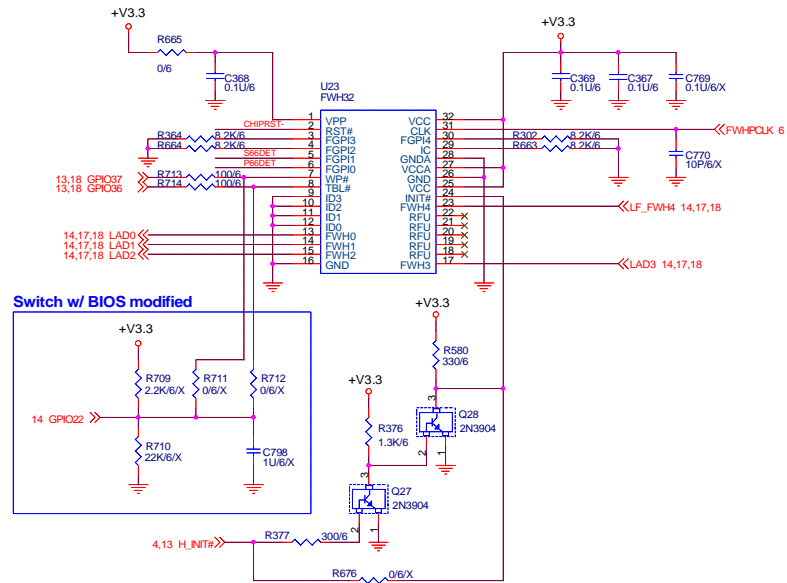 +V3.3
R665
0/6
C368
0.1U/6
U23
FWH32
+V3.3
C369
0.1U/6
C367
0.1U/6
C769
0.1U/6/X
CHIPRST-
1 VPP VCC 32
2 RST# CLK 31
FWHPCLK 6
R364 8.2K/6 3 FGPI3 FGPI4 30 R302 8.2K/6
R664 8.2K/6 4 FGPI2 IC 29 R663 8.2K/6
S66DET 5 FGPI1 GNDA 28
P66DET 6 FGPI0 VCCA 27
C770
10P/6/X
13,18 GPIO37 R713 100/6 7 WP# GND 26
13,18 GPIO36 R714 100/6 8 TBL# VCC 25
9 ID3 INIT# 24
10 ID2 FWH4 23 LF_FWH4 14,17,18
11 ID1 RFU 22
12 ID0 RFU 21
14,17,18 LAD0 13 FWH0 RFU 20
14,17,18 LAD1 14 FWH1 RFU 19
14,17,18 LAD2 15 FWH2 RFU 18
16 GND FWH3 17 LAD3 14,17,18
Switch w/ BIOS modified
+V3.3
R709
2.2K/6/X
R711
0/6/X
R712
0/6/X
14 GPIO22
R710
22K/6/X
C798
1U/6/X
+V3.3
R580
330/6
3
Q28
2N3904
2
1
+V3.3
R376
1.3K/6
3
Q27
2N3904
2
1
4,13 H_INIT#
R377 300/6
R676 0/6/X